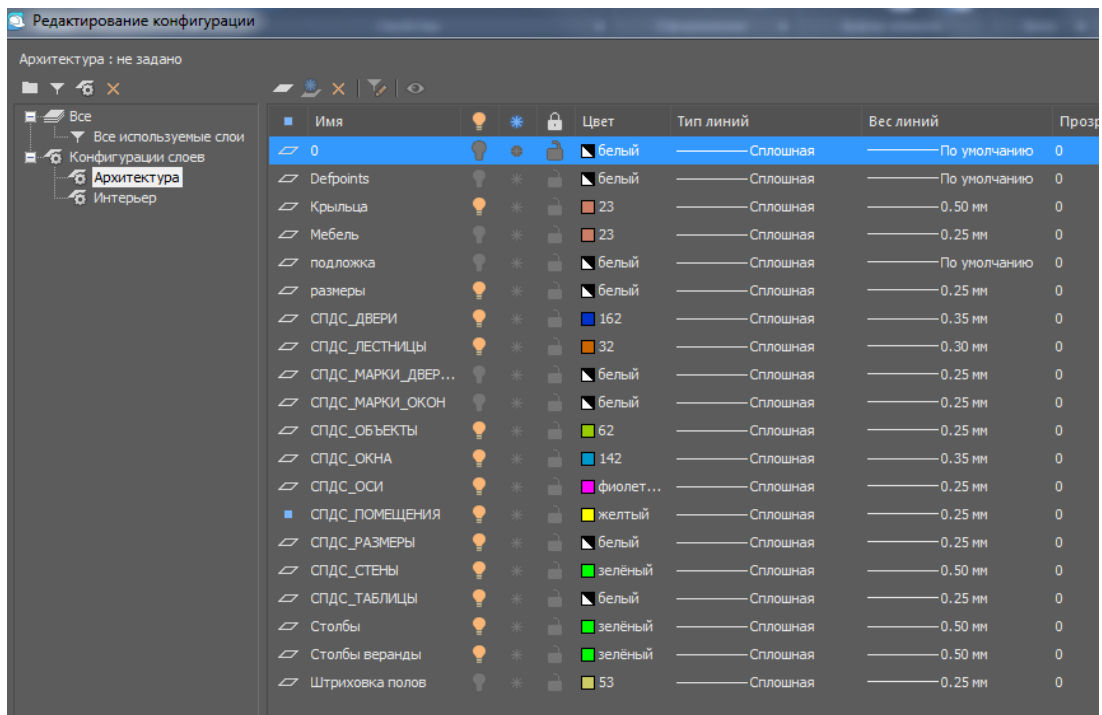 Редактирование конфигурации
Архитектура : не задано
Все
Все используемые слои
Конфигурации слоев
Архитектура
Интерьер
Имя Цвет Тип линий Вес линий Прозр
0 белый Сплошная По умолчанию 0
Defpoints белый Сплошная По умолчанию 0
Крыльца 23 Сплошная 0.50 мм 0
Мебель 23 Сплошная 0.25 мм 0
подложка белый Сплошная По умолчанию 0
размеры белый Сплошная 0.25 мм 0
СПДС_ДВЕРИ 162 Сплошная 0.35 мм 0
СПДС_ЛЕСТНИЦЫ 32 Сплошная 0.30 мм 0
СПДС_МАРКИ_ДВЕР... белый Сплошная 0.25 мм 0
СПДС_МАРКИ_ОКОН белый Сплошная 0.25 мм 0
СПДС_ОБЪЕКТЫ 62 Сплошная 0.25 мм 0
СПДС_ОКНА 142 Сплошная 0.35 мм 0
СПДС_ОСИ фиолет... Сплошная 0.25 мм 0
СПДС_ПОМЕЩЕНИЯ желтый Сплошная 0.25 мм 0
СПДС_РАЗМЕРЫ белый Сплошная 0.25 мм 0
СПДС_СТЕНЫ зелёный Сплошная 0.50 мм 0
СПДС_ТАБЛИЦЫ белый Сплошная 0.25 мм 0
Столбы зелёный Сплошная 0.50 мм 0
Столбы веранды зелёный Сплошная 0.50 мм 0
Штриховка полов 53 Сплошная 0.25 мм 0